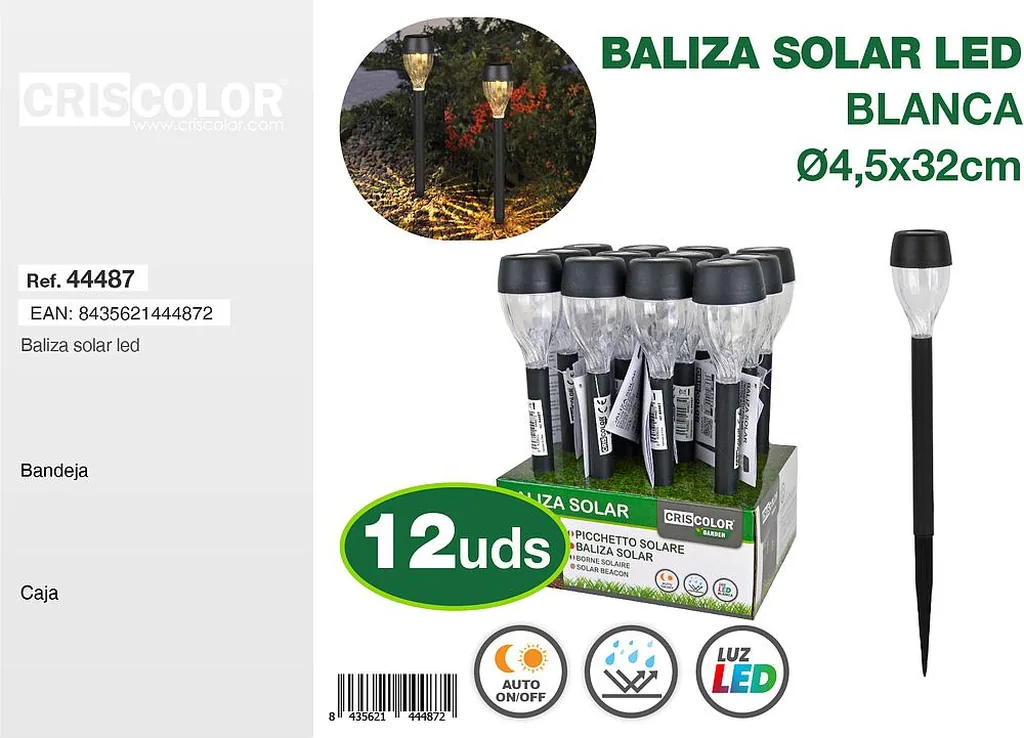 CRISCOLOR®
www.criscolor.com
BALIZA SOLAR LED
BLANCA
Ø4,5x32cm
Ref. 44487
EAN: 8435621444872
Baliza solar led
Bandeja
Caja
12uds
BALIZA SOLAR
CRISCOLOR
GARDEN
PICCHETTO SOLARE
BALIZA SOLAR
BORNE SOLAIRE
SOLAR BEACON
AUTO
ON/OFF
LUZ
LED
8 435621 444872